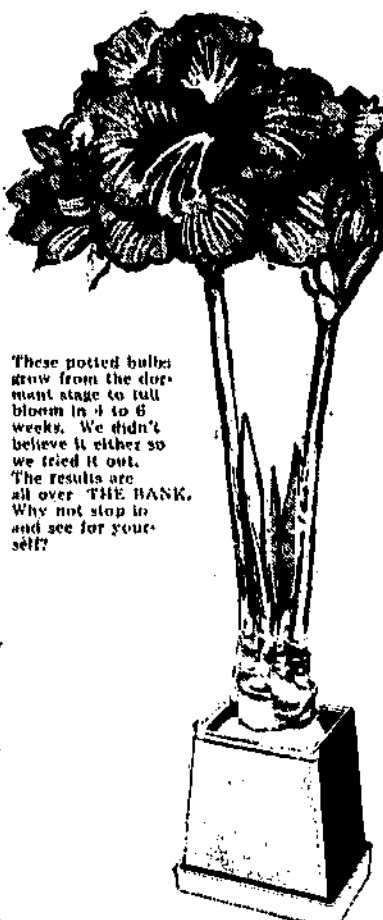 These potted bulbs
grow from the dor-
mant stage to full
bloom in 4 to 6
weeks. We didn't
believe it either so
we tried it out.
The results are
all over THE BANK.
Why not stop in
and see for your-
self?